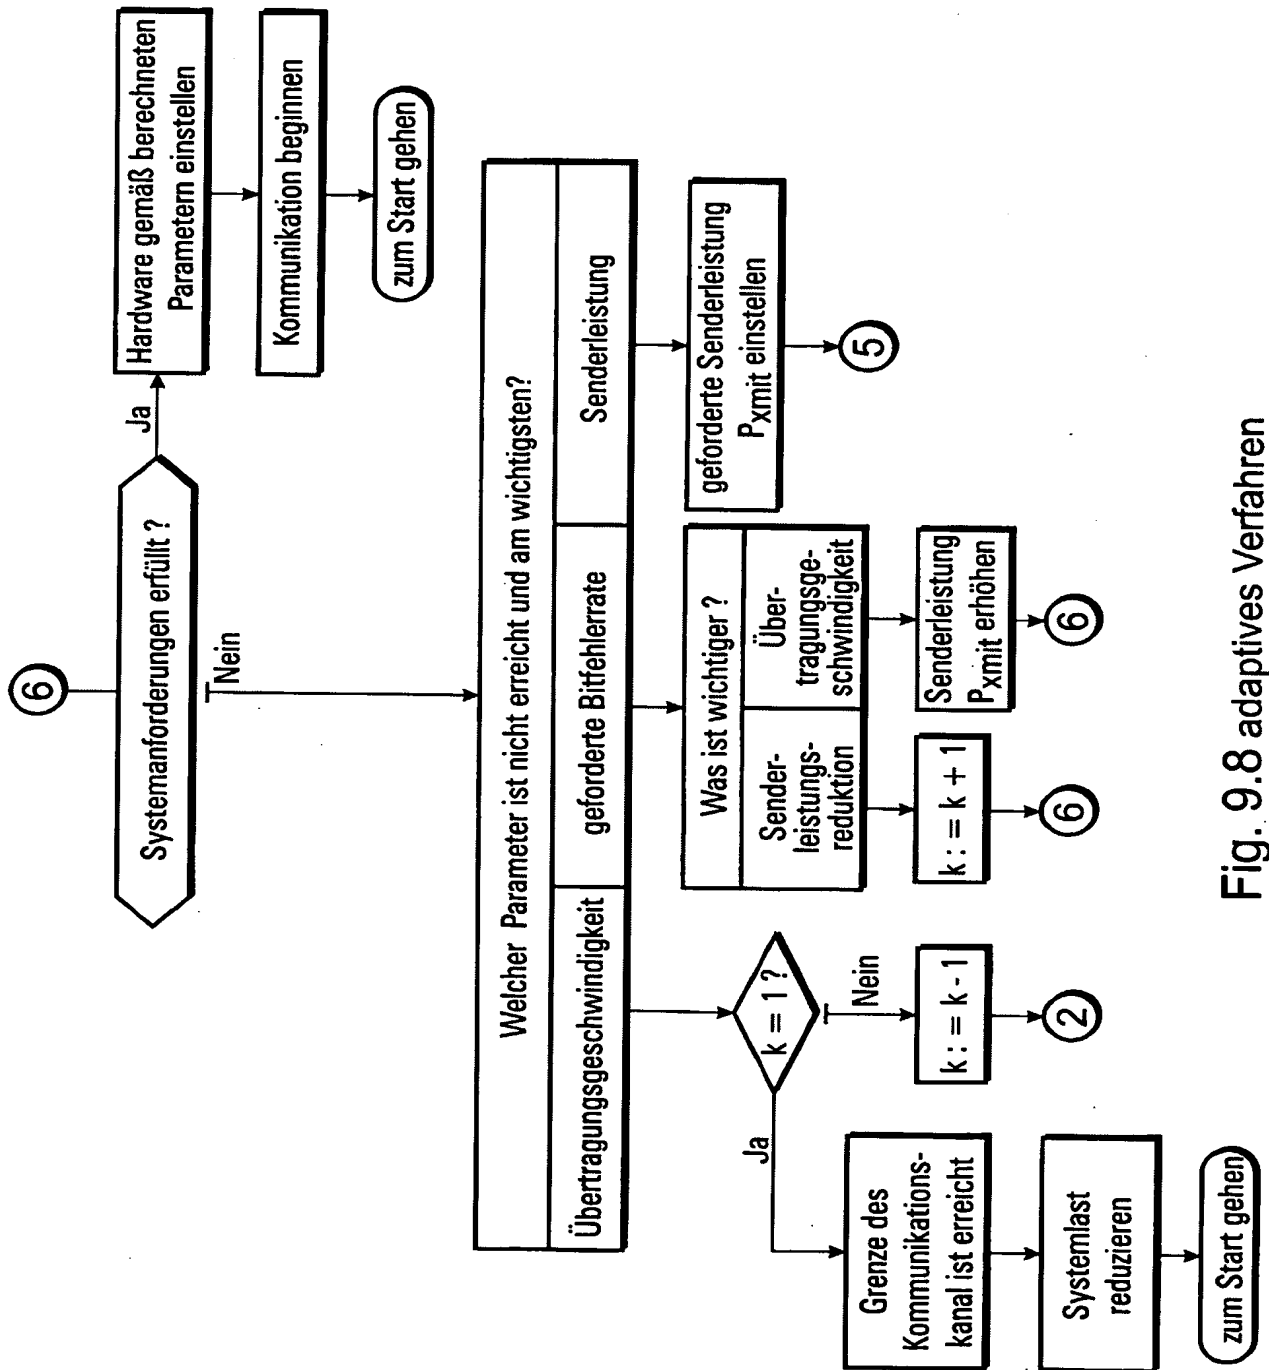 6
Systemanforderungen erfüllt ?
Ja
Hardware gemäß berechneten
Parametern einstellen
Kommunikation beginnen
zum Start gehen
Nein
Welcher Parameter ist nicht erreicht und am wichtigsten?
Übertragungsgeschwindigkeit
geforderte Bitfehlerrate
Senderleistung
k = 1 ?
Ja
Grenze des
Kommunikations-
kanal ist erreicht
Systemlast
reduzieren
zum Start gehen
Nein
k : = k - 1
2
Was ist wichtiger ?
Sender-
leistungs-
reduktion
Über-
tragungsge-
schwindigkeit
k : = k + 1
6
Senderleistung
Pxmit erhöhen
6
geforderte Senderleistung
Pxmit einstellen
5
Fig. 9.8 adaptives Verfahren